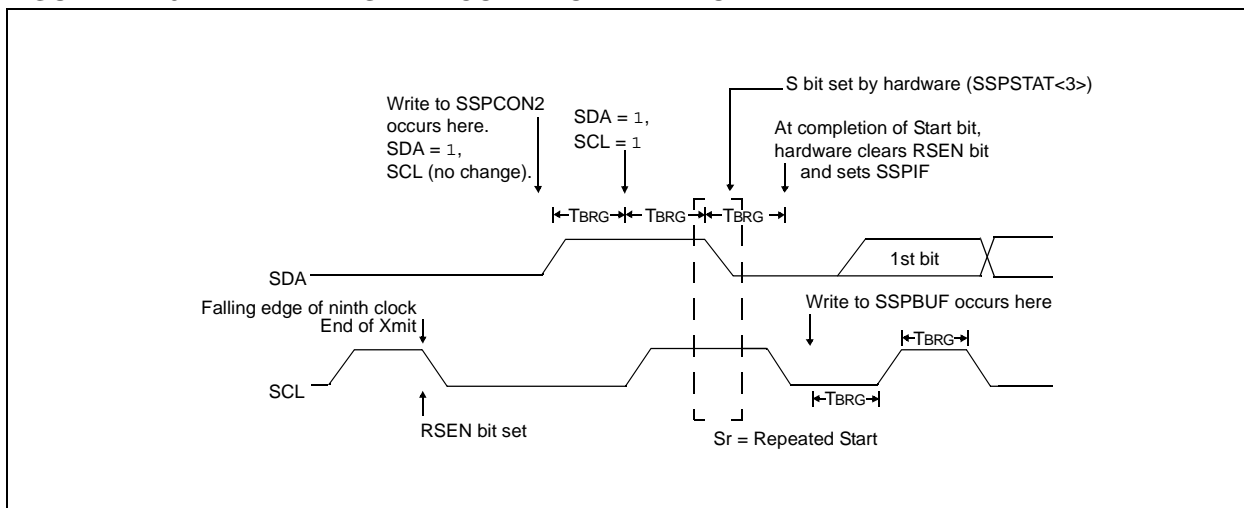 S bit set by hardware (SSPSTAT<3>)
Write to SSPCON2
occurs here.
SDA = 1,
SCL (no change).
SDA = 1,
SCL = 1
At completion of Start bit,
hardware clears RSEN bit
and sets SSPIF
TBRG
TBRG
TBRG
SDA
1st bit
Falling edge of ninth clock
End of Xmit
Write to SSPBUF occurs here
TBRG
SCL
TBRG
RSEN bit set
Sr = Repeated Start